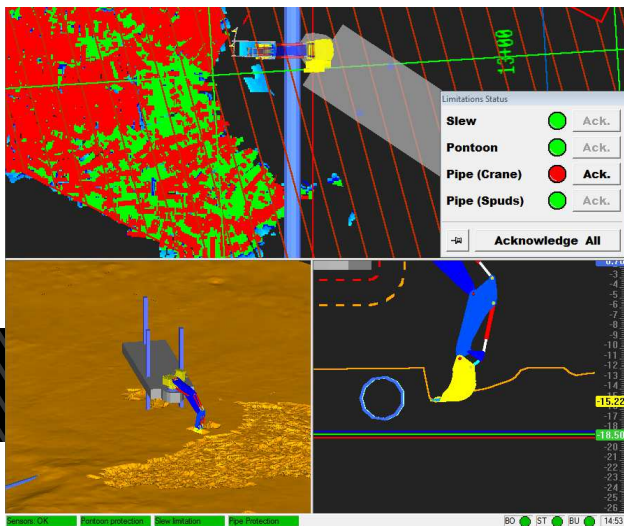 13+00
Limitations Status
Slew
Ack.
Pontoon
Ack.
Pipe (Crane)
Ack.
Pipe (Spuds)
Ack.
Acknowledge All
-3
-4
-5
-6
-7
-8
-9
-10
-11
-12
-13
-14
-15.22
-17
-18.50
-20
-21
-22
-23
-24
-25
-26
Sensors: OK
Pontoon protection
Slew limitation
Pipe Protection
BO
ST
BU
14:53